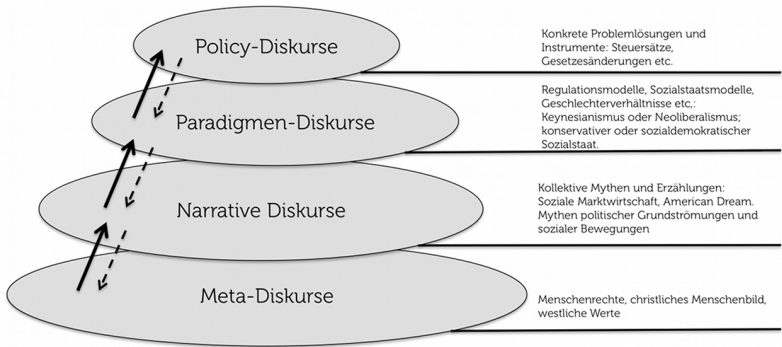 Policy-Diskurse
Konkrete Problemlösungen und
Instrumente: Steuersätze,
Gesetzesänderungen etc.
Paradigmen-Diskurse
Regulationsmodelle, Sozialstaatsmodelle,
Geschlechterverhältnisse etc,:
Keynesianismus oder Neoliberalismus;
konservativer oder sozialdemokratischer
Sozialstaat.
Narrative Diskurse
Kollektive Mythen und Erzählungen:
Soziale Marktwirtschaft, American Dream.
Mythen politischer Grundströmungen und
sozialer Bewegungen
Meta-Diskurse
Menschenrechte, christliches Menschenbild,
westliche Werte